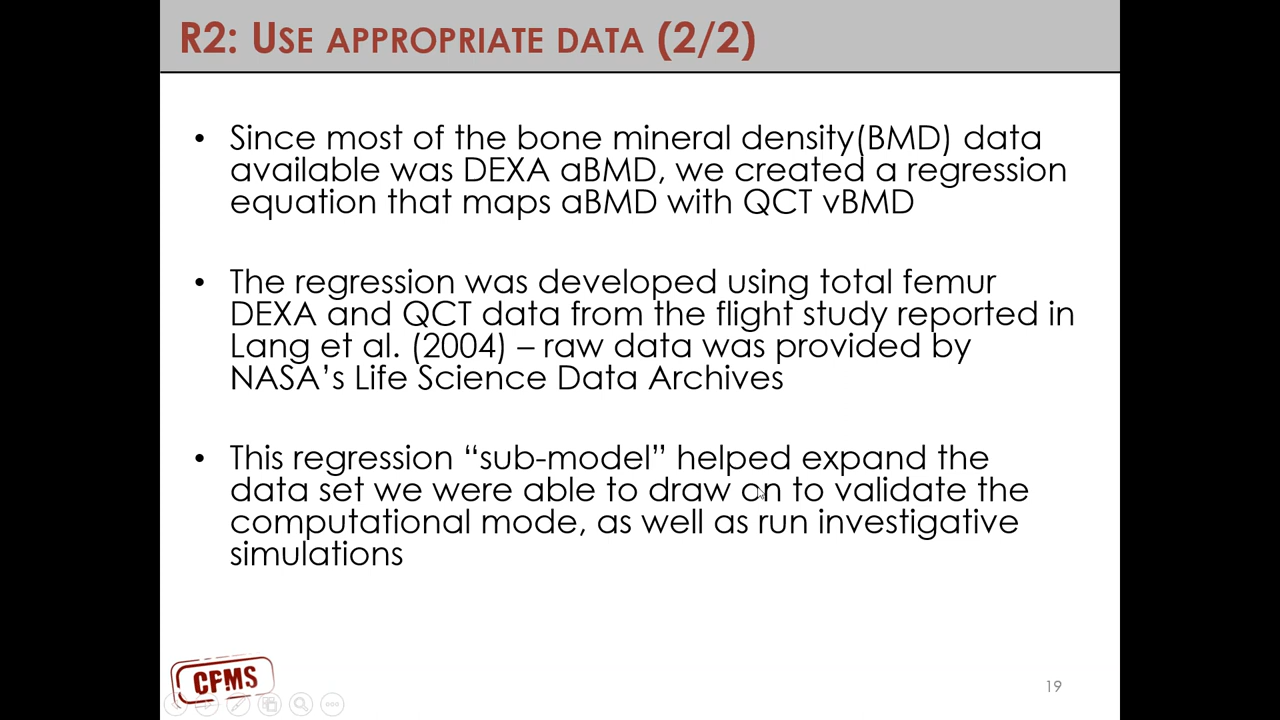 R2: USE APPROPRIATE DATA (2/2)
• Since most of the bone mineral density(BMD) data
available was DEXA aBMD, we created a regression
equation that maps aBMD with QCT vBMD
• The regression was developed using total femur
DEXA and QCT data from the flight study reported in
Lang et al. (2004) – raw data was provided by
NASA’s Life Science Data Archives
• This regression “sub-model” helped expand the
data set we were able to draw on to validate the
computational mode, as well as run investigative
simulations
CFMS
19